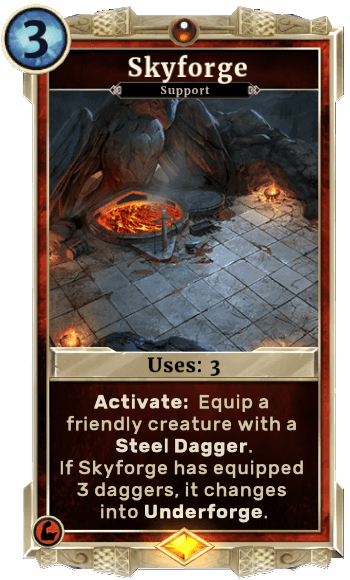 3
Skyforge
Support
Uses: 3
Activate: Equip a
friendly creature with a
Steel Dagger.
If Skyforge has equipped
3 daggers, it changes
into Underforge.